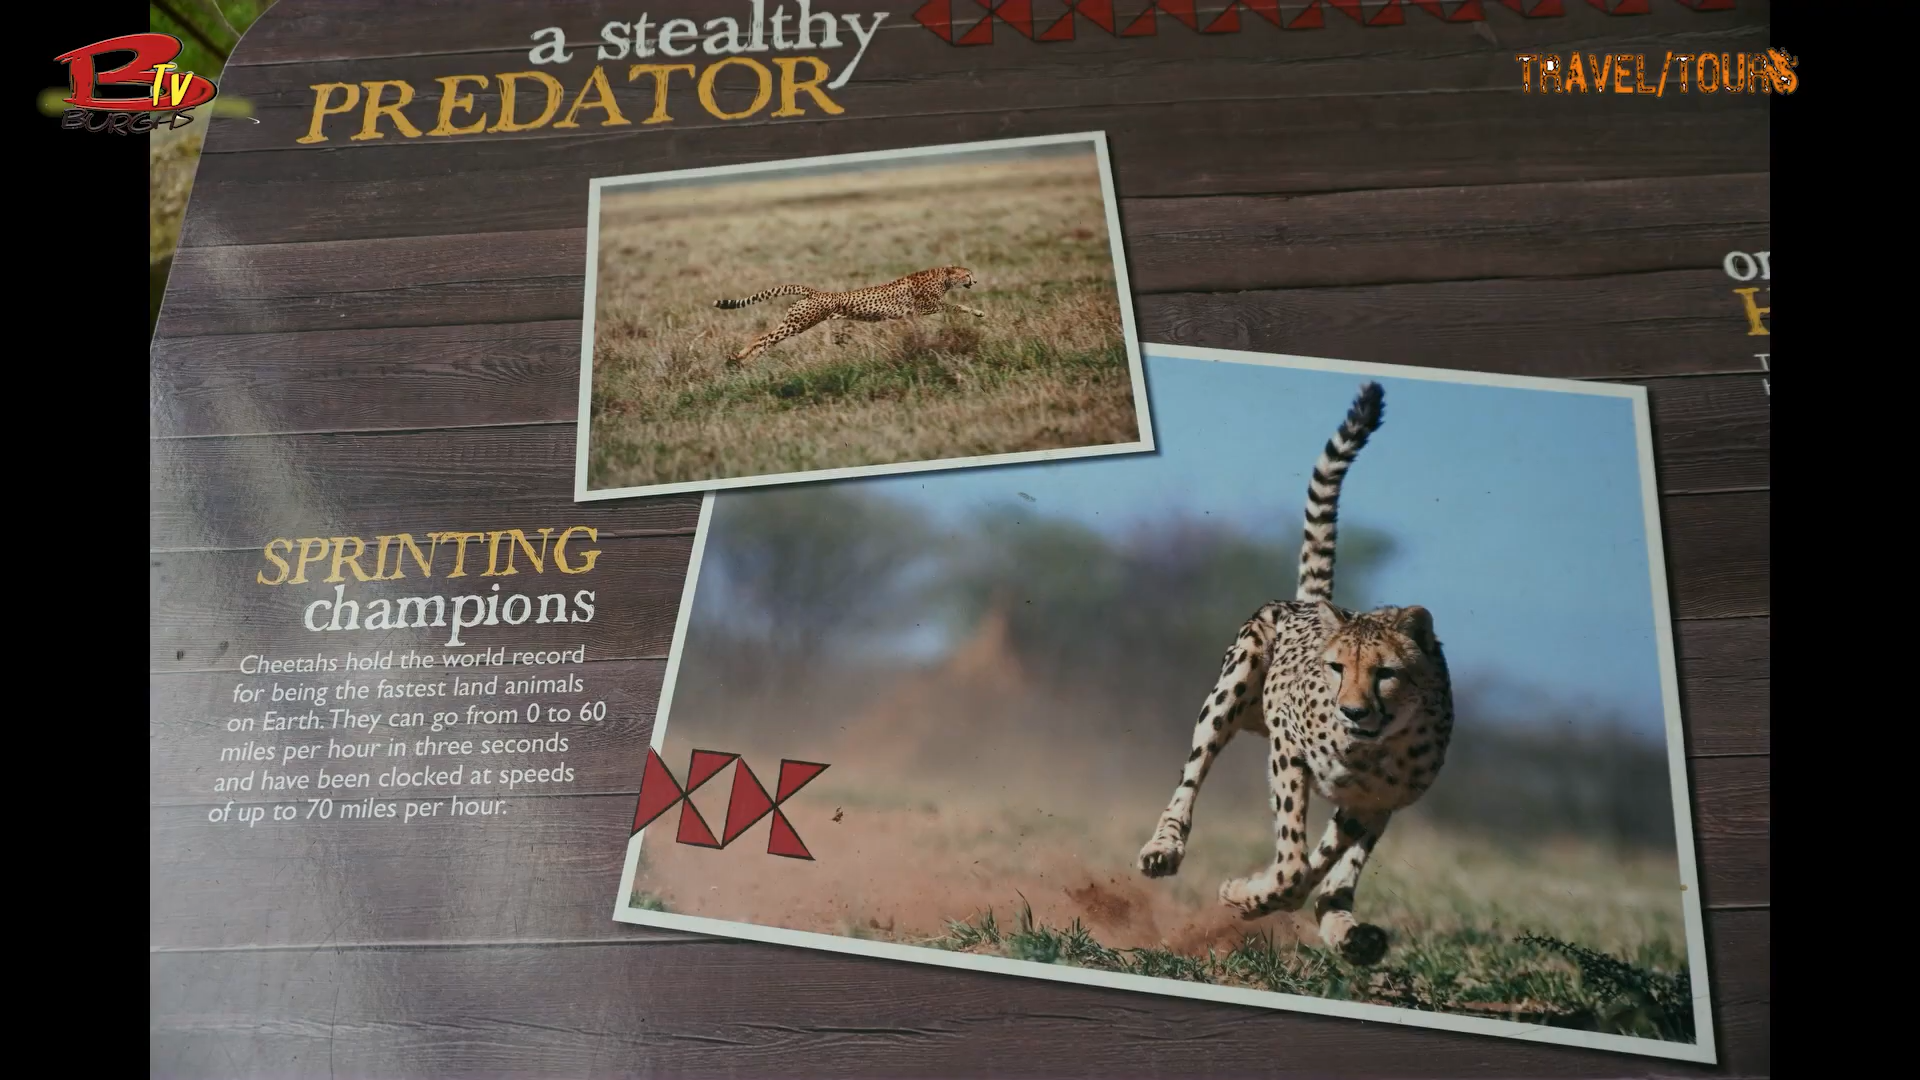 a stealthy
PREDATOR
BTV
BURGHS
TRAVEL/TOURS
SPRINTING
champions
Cheetahs hold the world record
for being the fastest land animals
on Earth. They can go from 0 to 60
miles per hour in three seconds
and have been clocked at speeds
of up to 70 miles per hour.